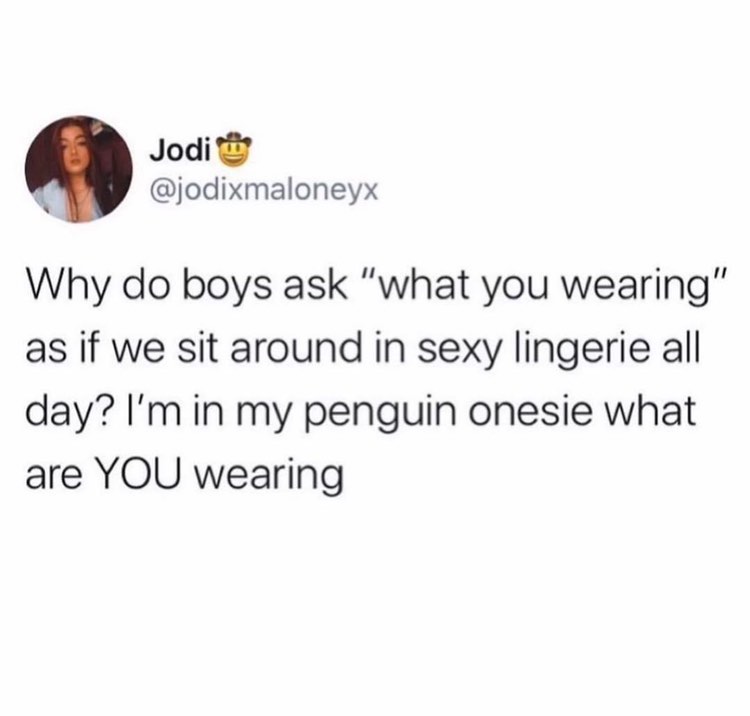 Jodi🤠
@jodixmaloneyx
Why do boys ask "what you wearing"
as if we sit around in sexy lingerie all
day? I'm in my penguin onesie what
are YOU wearing